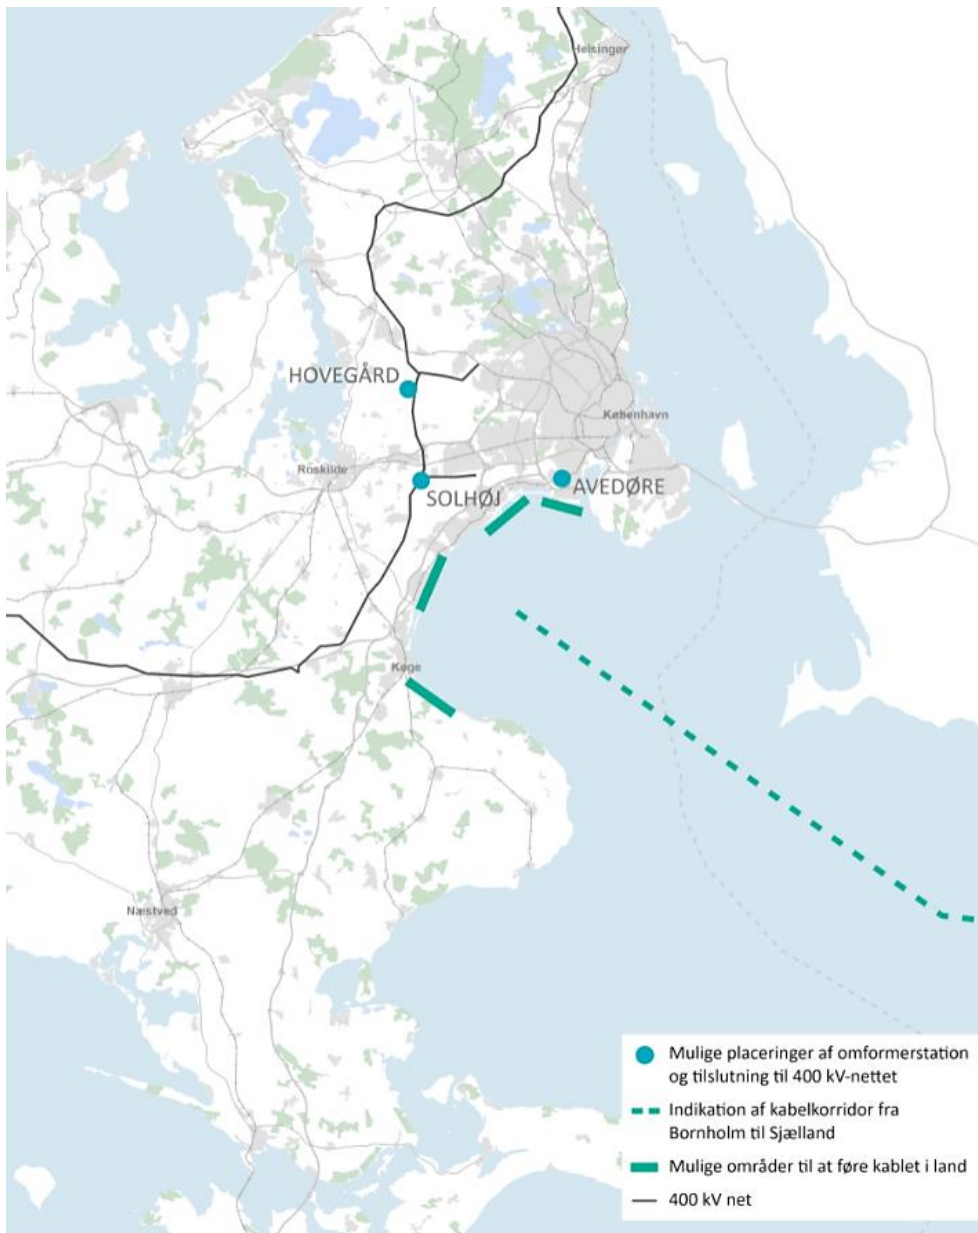 Helsingør
HOVEGÅRD
København
Roskilde
SOLHØJ
AVEDØRE
Køge
Næstved
Mulige placeringer af omformerstation
og tilslutning til 400 kV-nettet
Indikation af kabelkorridor fra
Bornholm til Sjælland
Mulige områder til at føre kablet i land
400 kV net